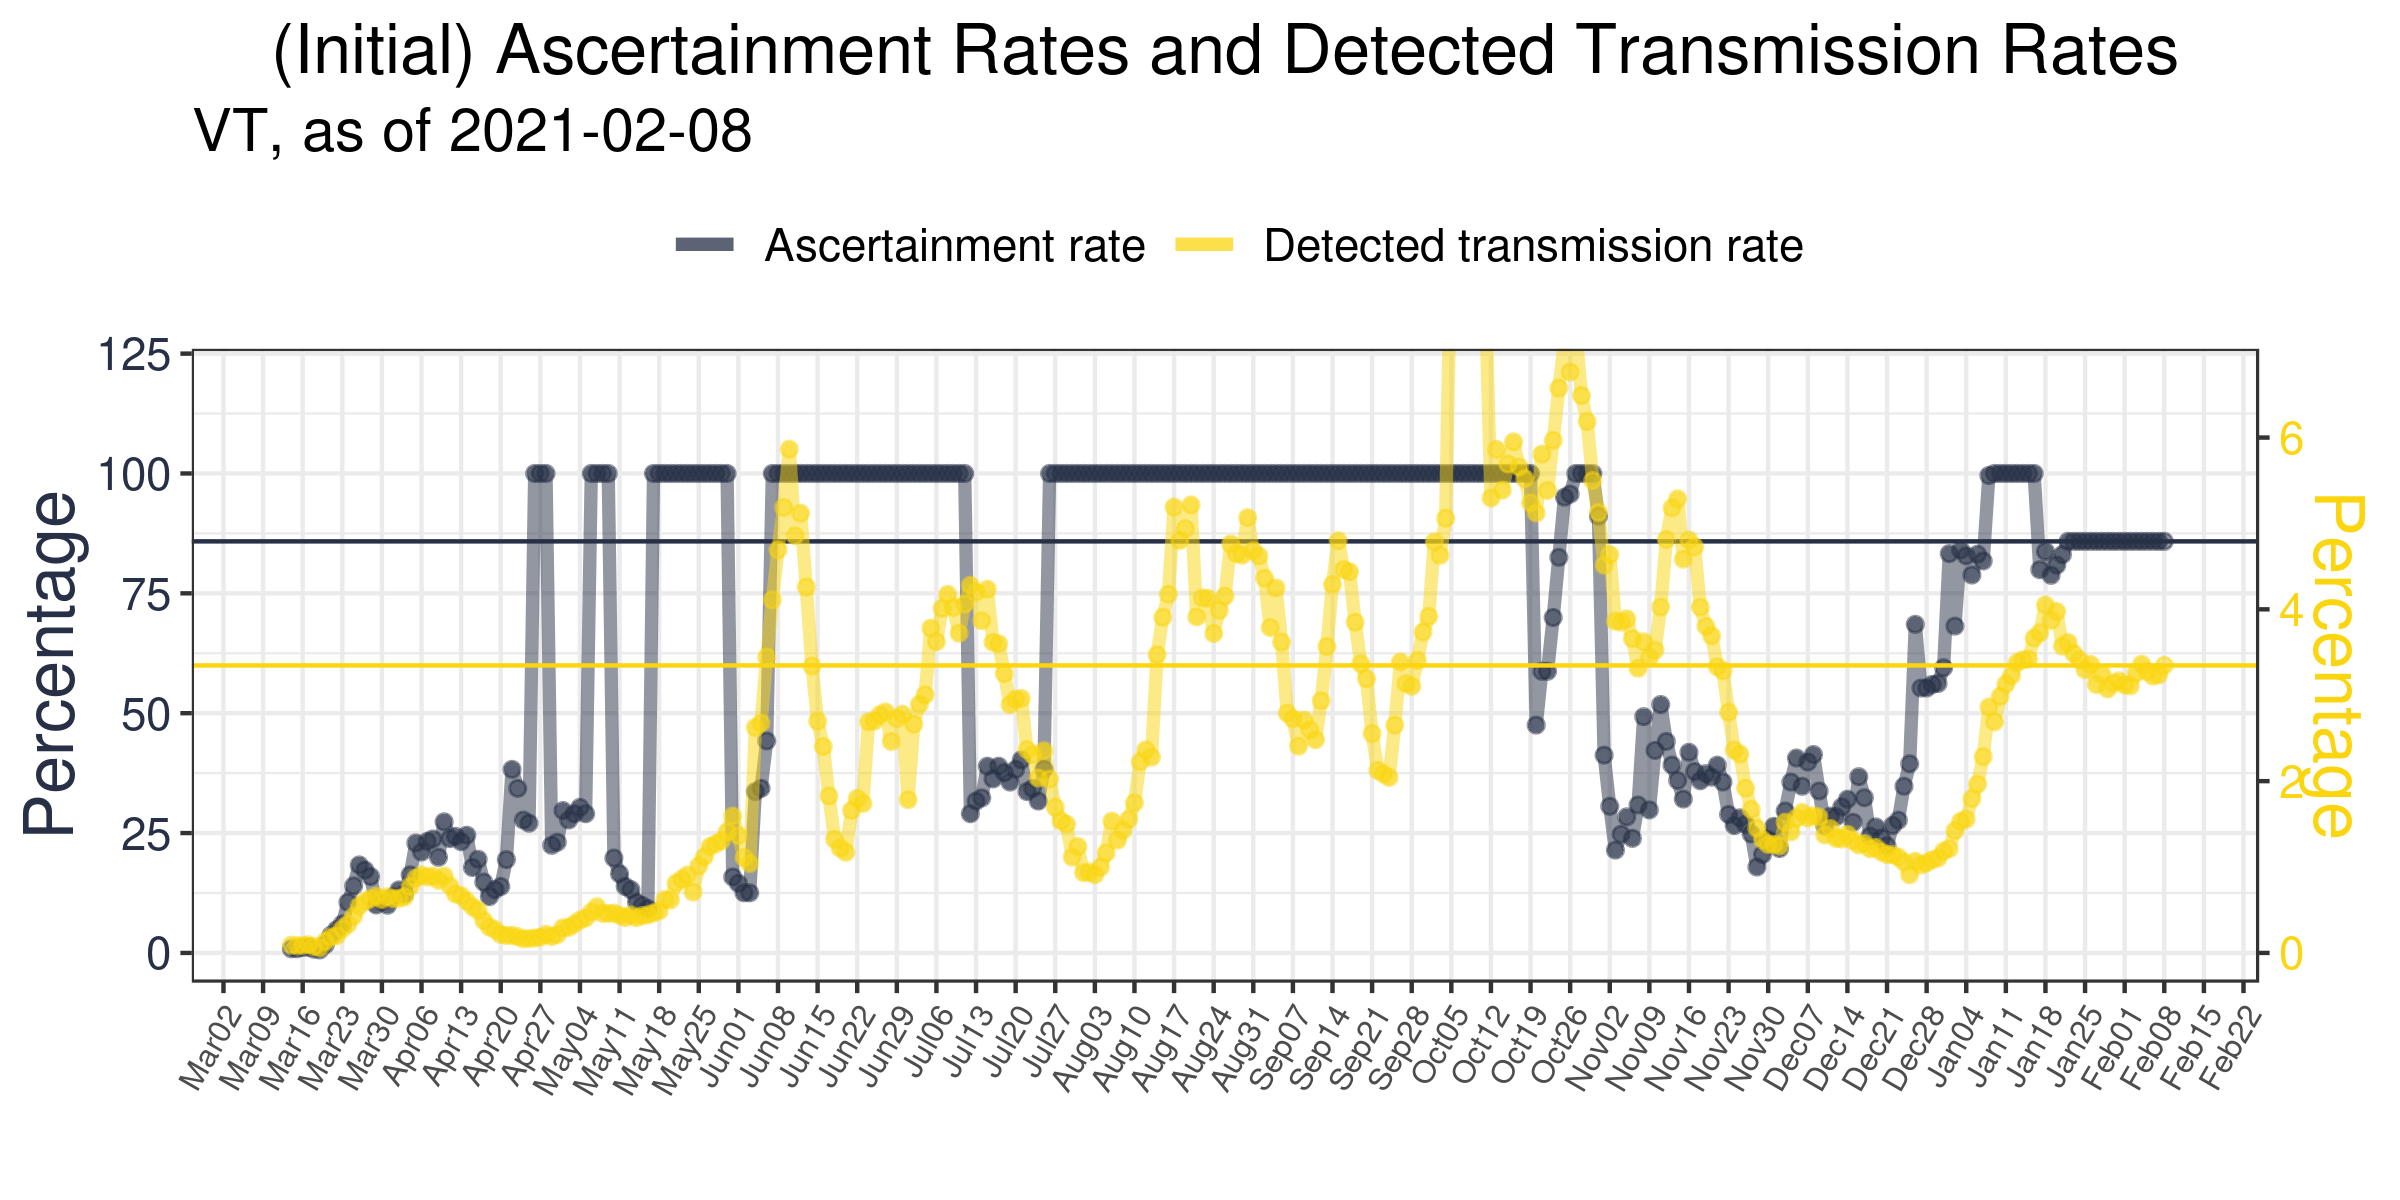 (Initial) Ascertainment Rates and Detected Transmission Rates
VT, as of 2021-02-08
Ascertainment rate
Detected transmission rate
Percentage
125
100
75
50
25
0
6
4
2
0
Percentage
Mar02
Mar09
Mar16
Mar23
Mar30
Apr06
Apr13
Apr20
Apr27
May04
May11
May18
May25
Jun01
Jun08
Jun15
Jun22
Jun29
Jul06
Jul13
Jul20
Jul27
Aug03
Aug10
Aug17
Aug24
Aug31
Sep07
Sep14
Sep21
Sep28
Oct05
Oct12
Oct19
Oct26
Nov02
Nov09
Nov16
Nov23
Nov30
Dec07
Dec14
Dec21
Dec28
Jan04
Jan11
Jan18
Jan25
Feb01
Feb08
Feb15
Feb22